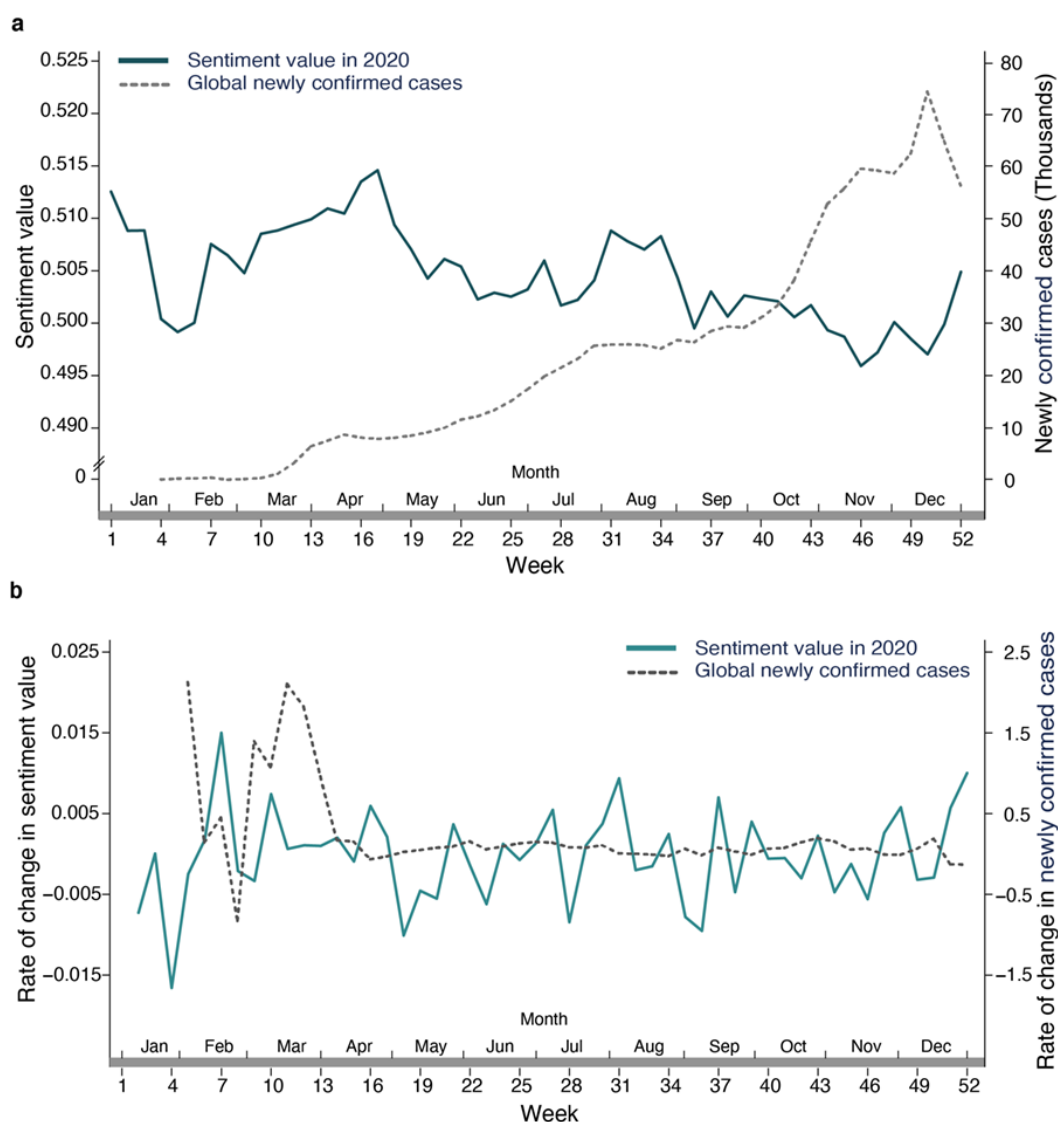 a
Sentiment value in 2020
Global newly confirmed cases
Sentiment value
0.525
0.520
0.515
0.510
0.505
0.500
0.495
0.490
0
Newly confirmed cases (Thousands)
80
70
60
50
40
30
20
10
0
Month
Jan Feb Mar Apr May Jun Jul Aug Sep Oct Nov Dec
1 4 7 10 13 16 19 22 25 28 31 34 37 40 43 46 49 52
Week
b
Sentiment value in 2020
Global newly confirmed cases
Rate of change in sentiment value
0.025
0.015
0.005
−0.005
−0.015
Rate of change in newly confirmed cases
2.5
1.5
0.5
−0.5
−1.5
Month
Jan Feb Mar Apr May Jun Jul Aug Sep Oct Nov Dec
1 4 7 10 13 16 19 22 25 28 31 34 37 40 43 46 49 52
Week